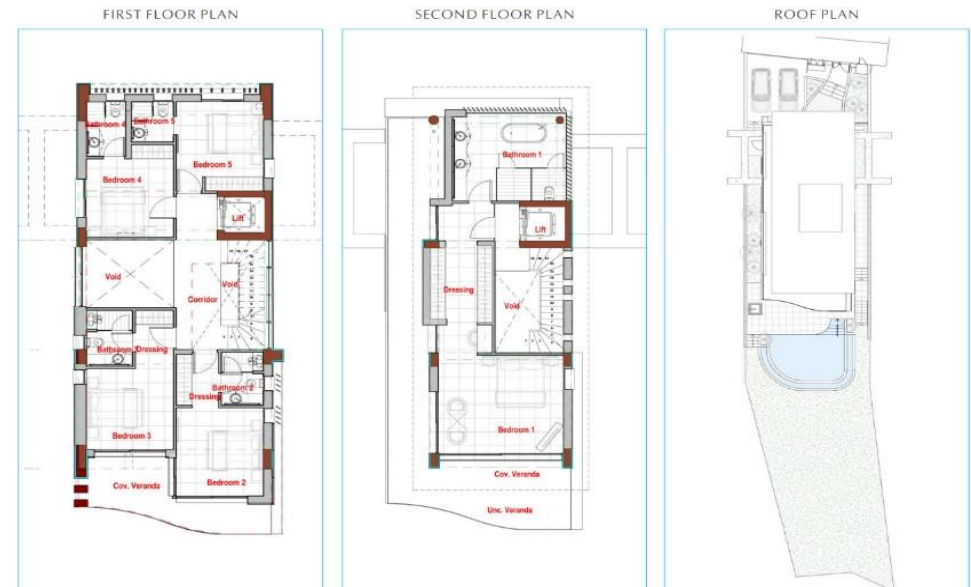 FIRST FLOOR PLAN
Bathroom 4
Bathroom 5
Bedroom 5
Bedroom 4
Lift
Void
Void
Corridor
Bathroom 3
Dressing
Bathroom 2
Dressing
Bedroom 3
Bedroom 2
Cov. Veranda
SECOND FLOOR PLAN
Bathroom 1
Lift
Dressing
Void
Bedroom 1
Cov. Veranda
Unc. Veranda
ROOF PLAN